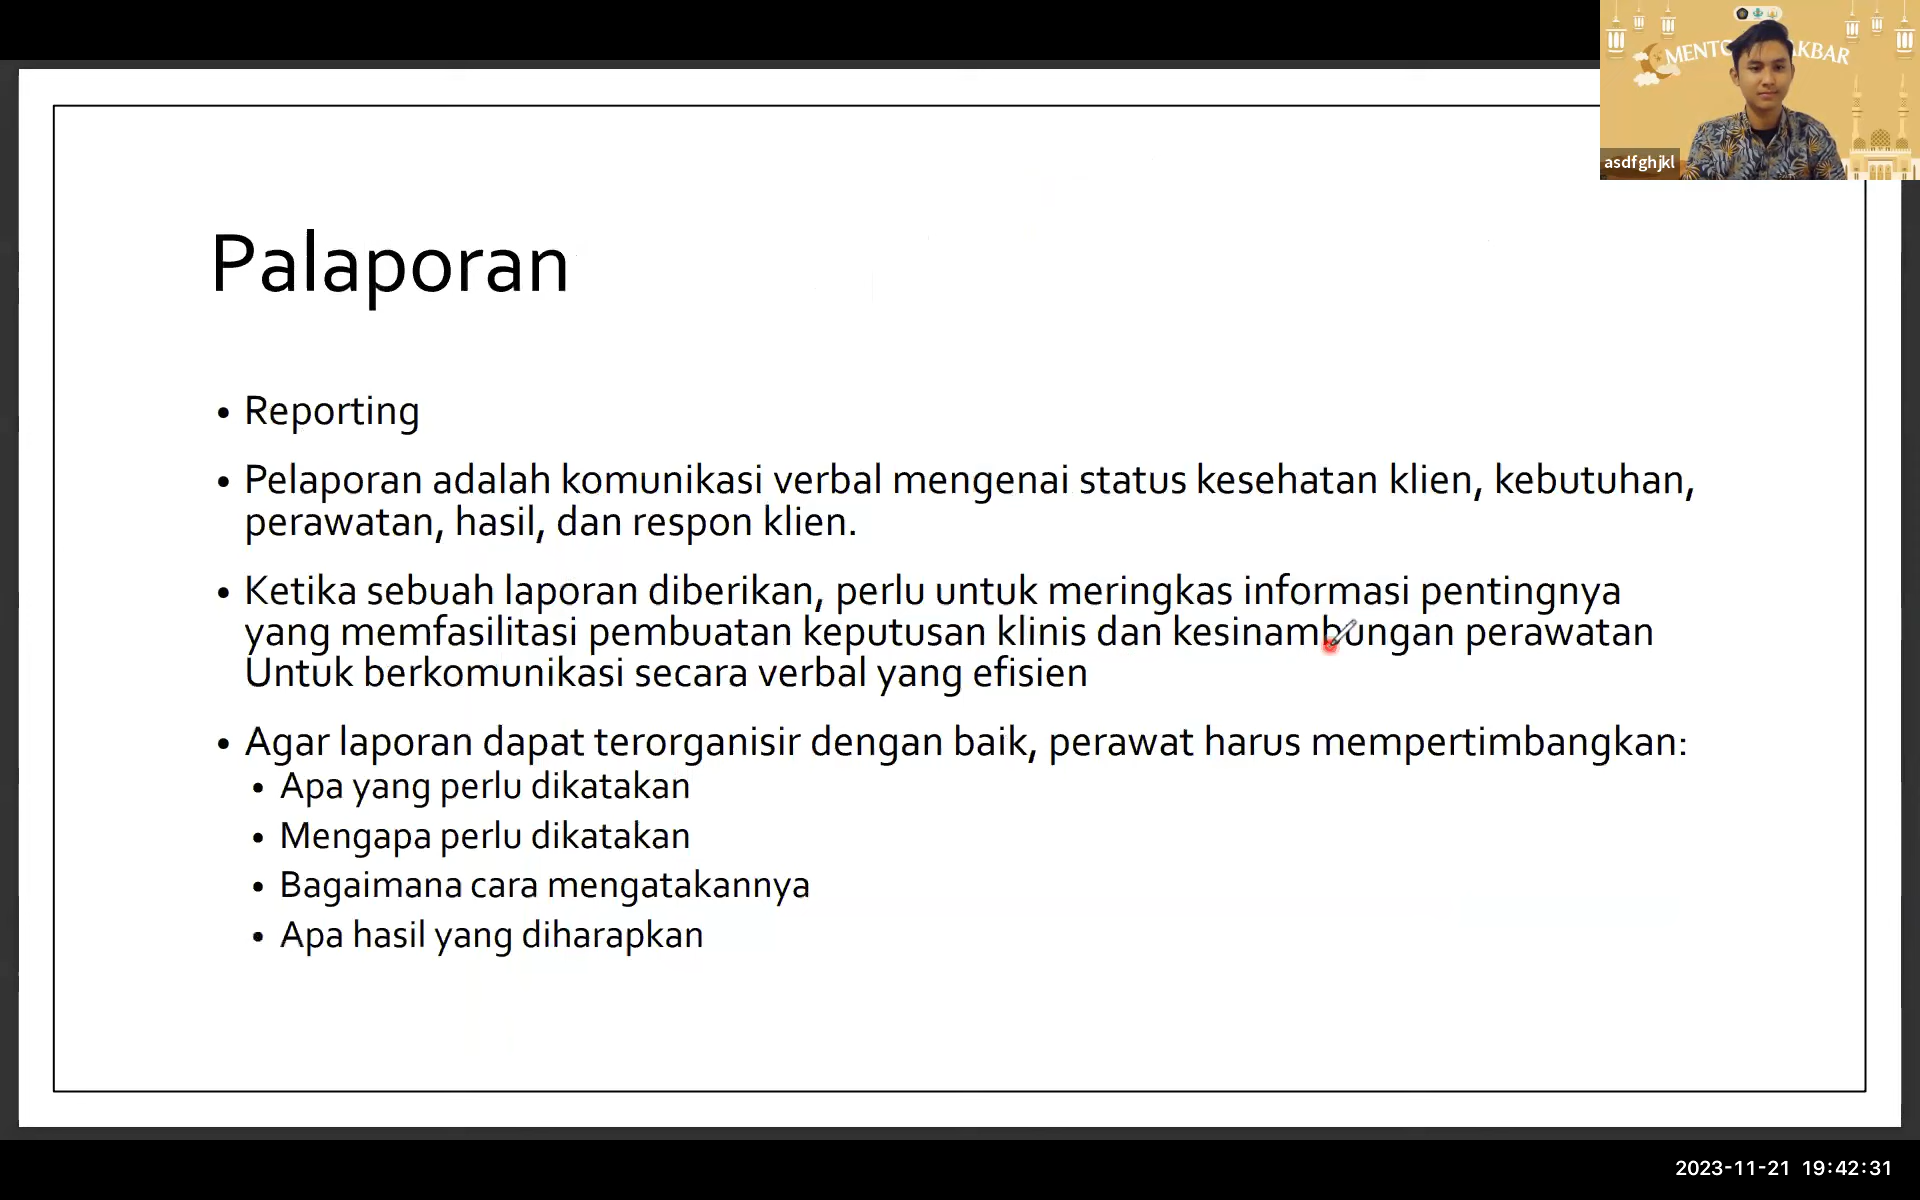 MENTO AKBAR
asdfghjkl
Palaporan
• Reporting
• Pelaporan adalah komunikasi verbal mengenai status kesehatan klien, kebutuhan,
perawatan, hasil, dan respon klien.
• Ketika sebuah laporan diberikan, perlu untuk meringkas informasi pentingnya
yang memfasilitasi pembuatan keputusan klinis dan kesinambungan perawatan
Untuk berkomunikasi secara verbal yang efisien
• Agar laporan dapat terorganisir dengan baik, perawat harus mempertimbangkan:
• Apa yang perlu dikatakan
• Mengapa perlu dikatakan
• Bagaimana cara mengatakannya
• Apa hasil yang diharapkan
2023-11-21 19:42:31